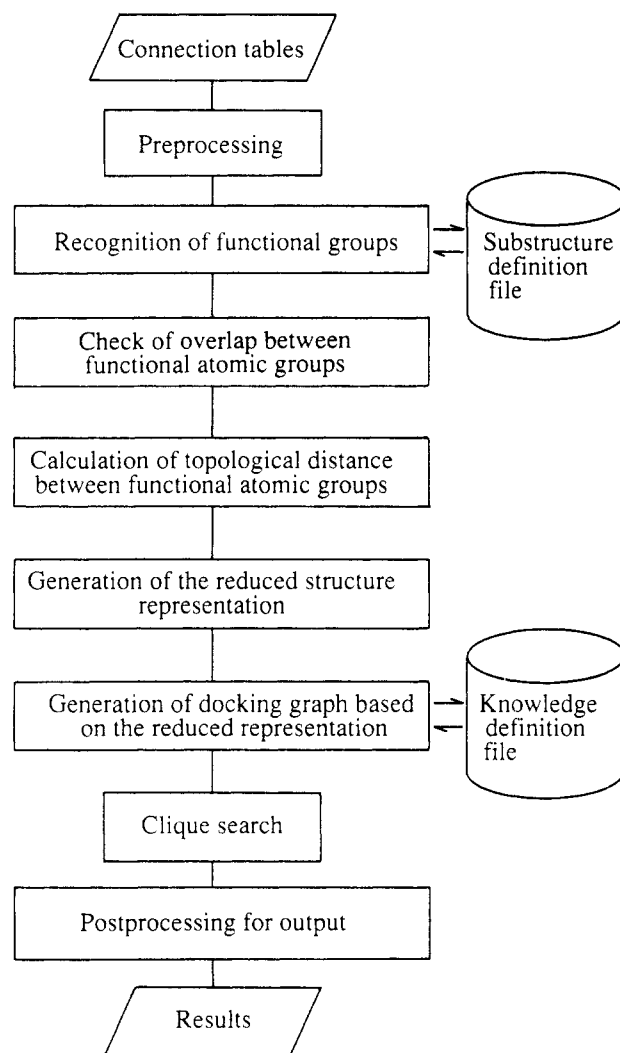 Connection tables
Preprocessing
Recognition of functional groups
Substructure
definition
file
Check of overlap between
functional atomic groups
Calculation of topological distance
between functional atomic groups
Generation of the reduced structure
representation
Generation of docking graph based
on the reduced representation
Knowledge
definition
file
Clique search
Postprocessing for output
Results